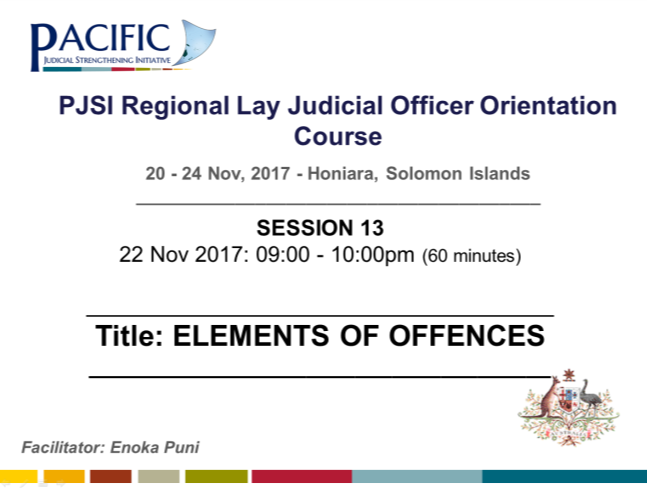 PACIFIC
JUDICIAL STRENGTHENING INITIATIVE
PJSI Regional Lay Judicial Officer Orientation
Course
20 - 24 Nov, 2017 - Honiara, Solomon Islands
SESSION 13
22 Nov 2017: 09:00 - 10:00pm (60 minutes)
Title: ELEMENTS OF OFFENCES
AUSTRALIA
Facilitator: Enoka Puni